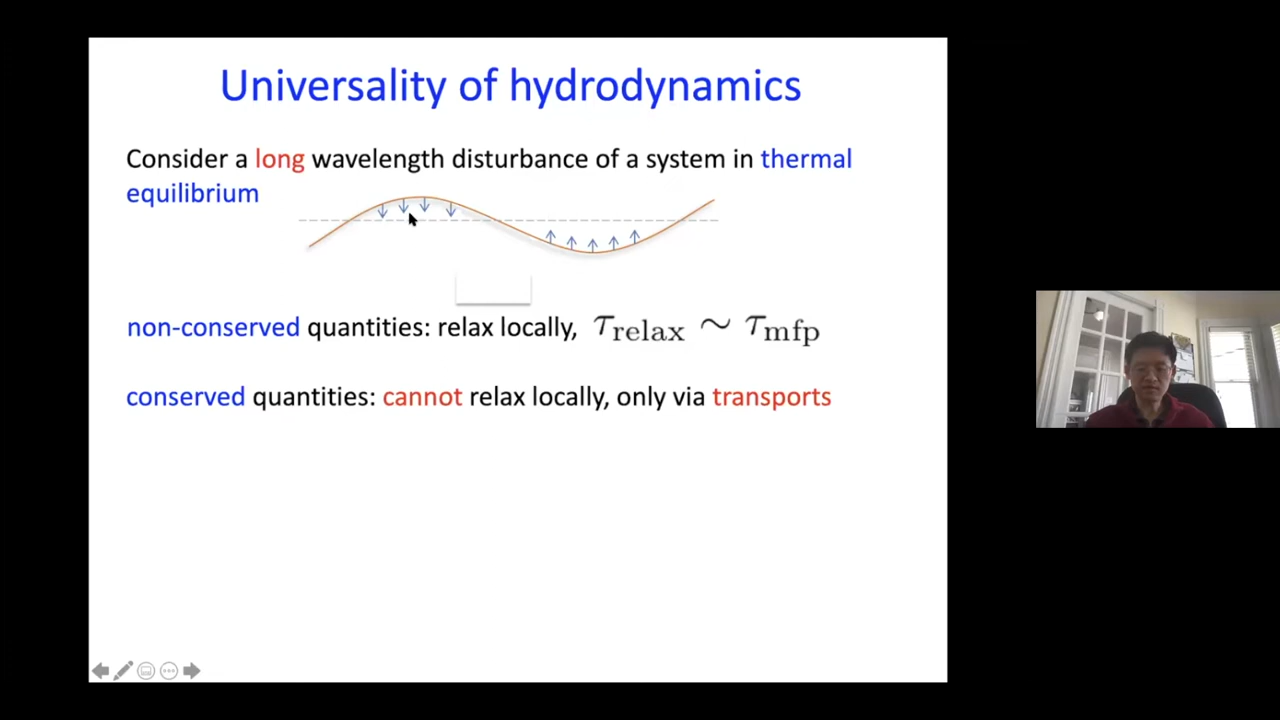 Universality of hydrodynamics
Consider a long wavelength disturbance of a system in thermal
equilibrium
non-conserved quantities: relax locally, τ_relax ~ τ_mfp
conserved quantities: cannot relax locally, only via transports